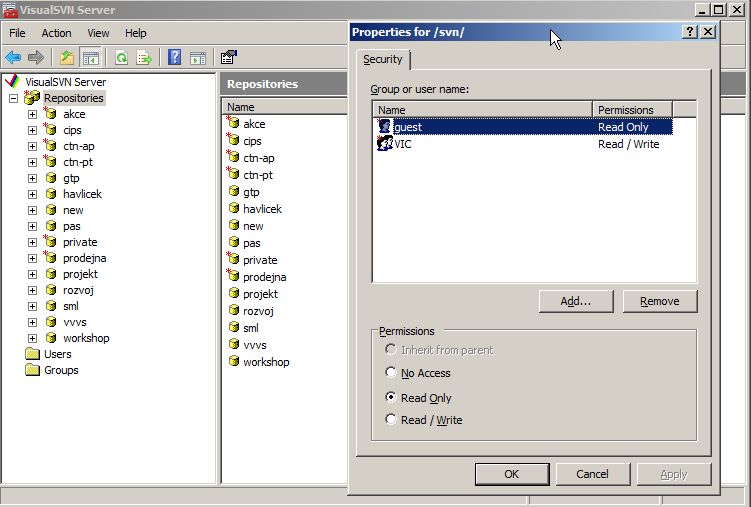 VisualSVN Server
File Action View Help
VisualSVN Server
Repositories
akce
cips
ctn-ap
ctn-pt
gtp
havlicek
new
pas
private
prodejna
projekt
rozvoj
sml
vvvs
workshop
Users
Groups
Repositories
Name
akce
cips
ctn-ap
ctn-pt
gtp
havlicek
new
pas
private
prodejna
projekt
rozvoj
sml
vvvs
workshop
Properties for /svn/
Security
Group or user name:
Name Permissions
guest Read Only
VIC Read / Write
Add... Remove
Permissions
Inherit from parent
No Access
Read Only
Read / Write
OK Cancel Apply